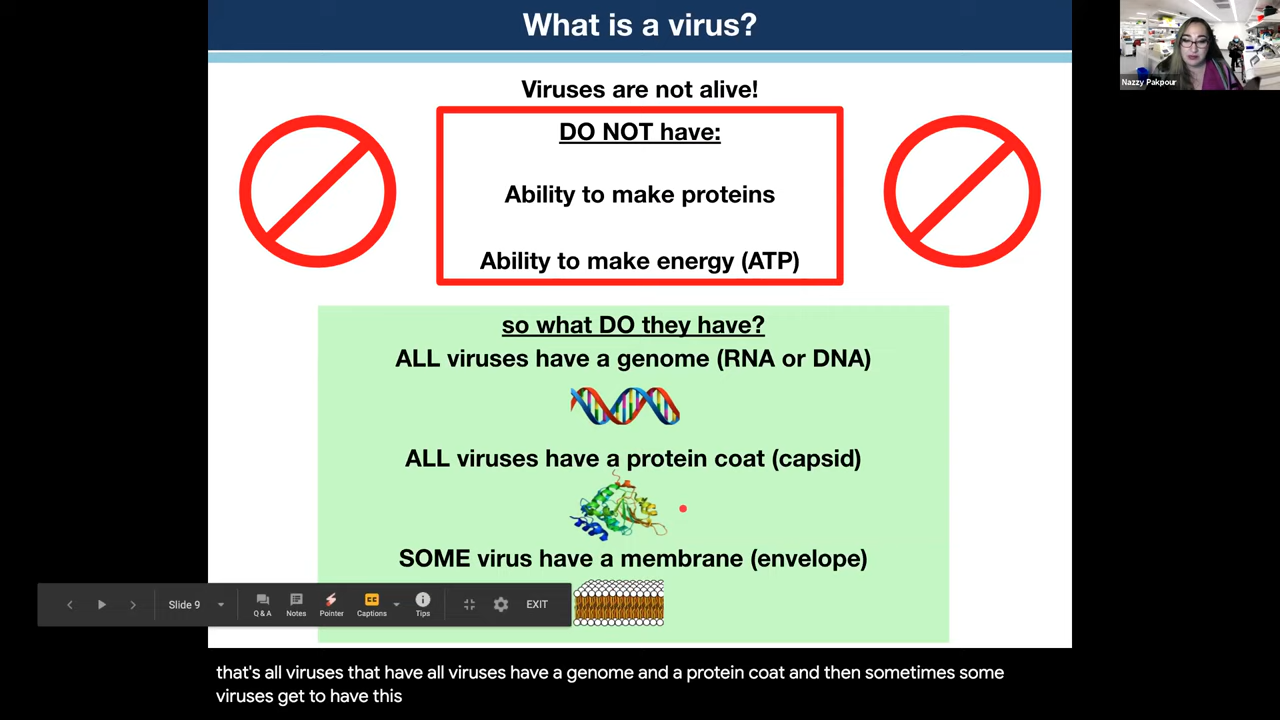 What is a virus?
Nazzy Pakpour
Viruses are not alive!
DO NOT have:
Ability to make proteins
Ability to make energy (ATP)
so what DO they have?
ALL viruses have a genome (RNA or DNA)
ALL viruses have a protein coat (capsid)
SOME virus have a membrane (envelope)
Slide 9
Q & A
Notes
Pointer
CC
Captions
Tips
EXIT
that's all viruses that have all viruses have a genome and a protein coat and then sometimes some
viruses get to have this